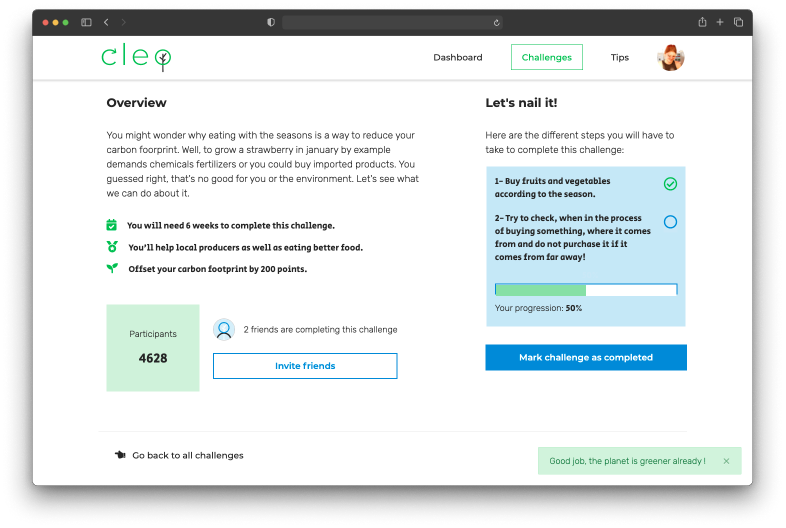 cleo
Dashboard
Challenges
Tips
Overview
You might wonder why eating with the seasons is a way to reduce your
carbon foorprint. Well, to grow a strawberry in january by example
demands chemicals fertilizers or you could buy imported products. You
guessed right, that's no good for you or the environment. Let's see what
we can do about it.
You will need 6 weeks to complete this challenge.
You'll help local producers as well as eating better food.
Offset your carbon footprint by 200 points.
Participants
4628
2 friends are completing this challenge
Invite friends
Let's nail it!
Here are the different steps you will have to
take to complete this challenge:
1- Buy fruits and vegetables
according to the season.
2- Try to check, when in the process
of buying something, where it comes
from and do not purchase it if it
comes from far away!
Your progression: 50%
Mark challenge as completed
Go back to all challenges
Good job, the planet is greener already !